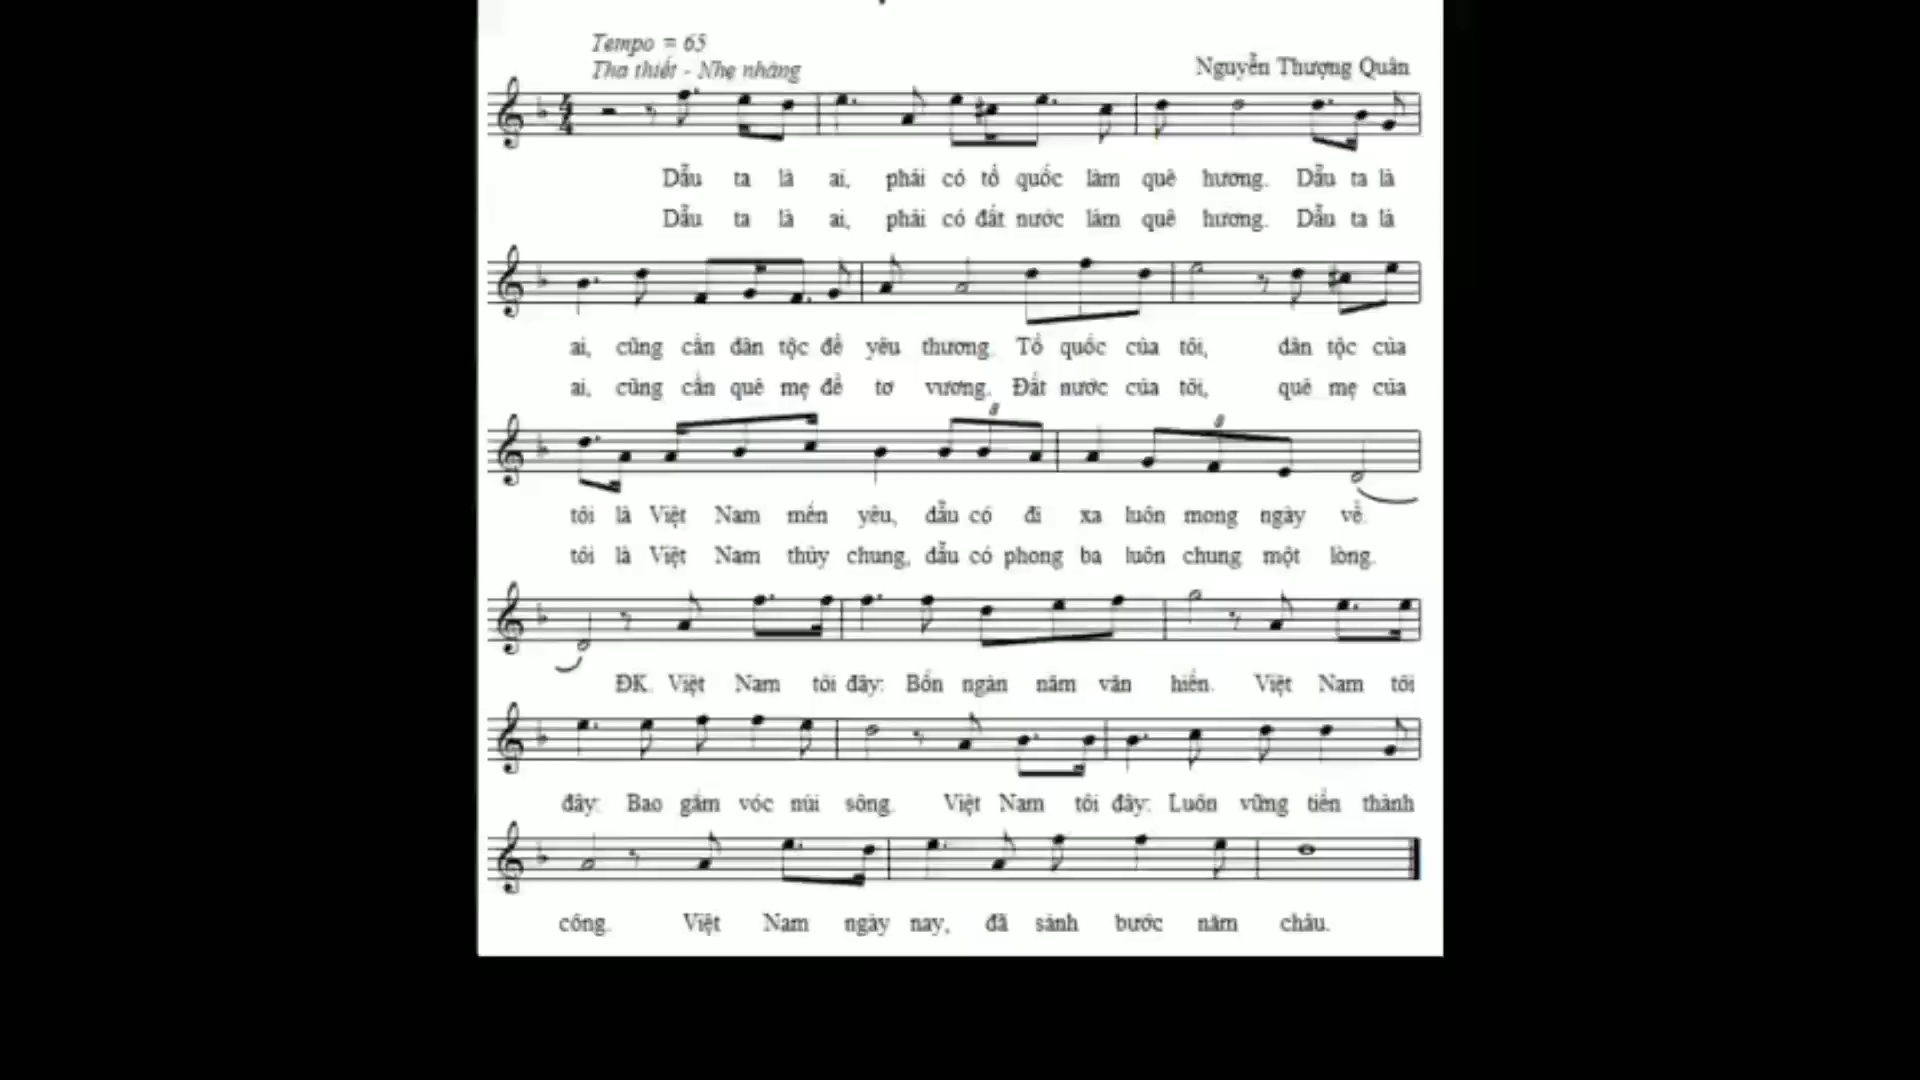 Tempo = 65
Tha thiết - Nhẹ nhàng
Nguyễn Thượng Quân
Dẫu ta là ai, phải có tổ quốc làm quê hương. Dẫu ta là
Dẫu ta là ai, phải có đất nước làm quê hương. Dẫu ta là
ai, cũng cần dân tộc để yêu thương. Tổ quốc của tôi, dân tộc của
ai, cũng cần quê mẹ để tơ vương. Đất nước của tôi, quê mẹ của
tôi là Việt Nam mến yêu, dẫu có đi xa luôn mong ngày về.
tôi là Việt Nam thủy chung, dẫu có phong ba luôn chung một lòng.
ĐK. Việt Nam tôi đây: Bốn ngàn năm văn hiến. Việt Nam tôi
đây: Bao gấm vóc núi sông. Việt Nam tôi đây: Luôn vững tiến thành
công. Việt Nam ngày nay, đã sánh bước năm châu.